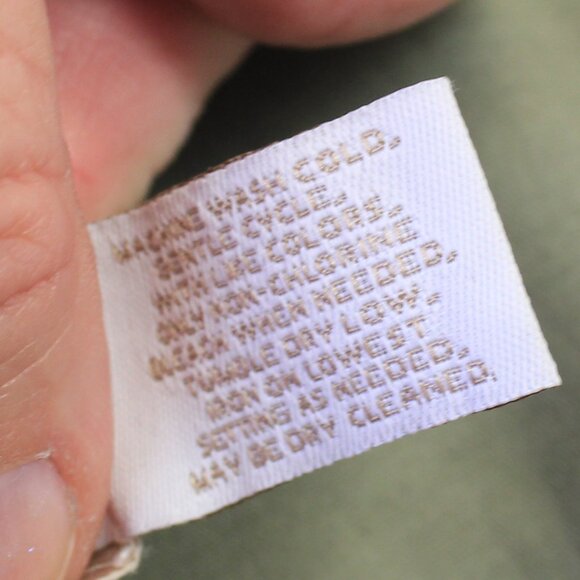 MACHINE WASH COLD,
GENTLE CYCLE,
WITH LIKE COLORS,
ONLY NON-CHLORINE
BLEACH WHEN NEEDED,
TUMBLE DRY LOW,
IRON ON LOWEST
SETTING AS NEEDED,
MAY BE DRY CLEANED.